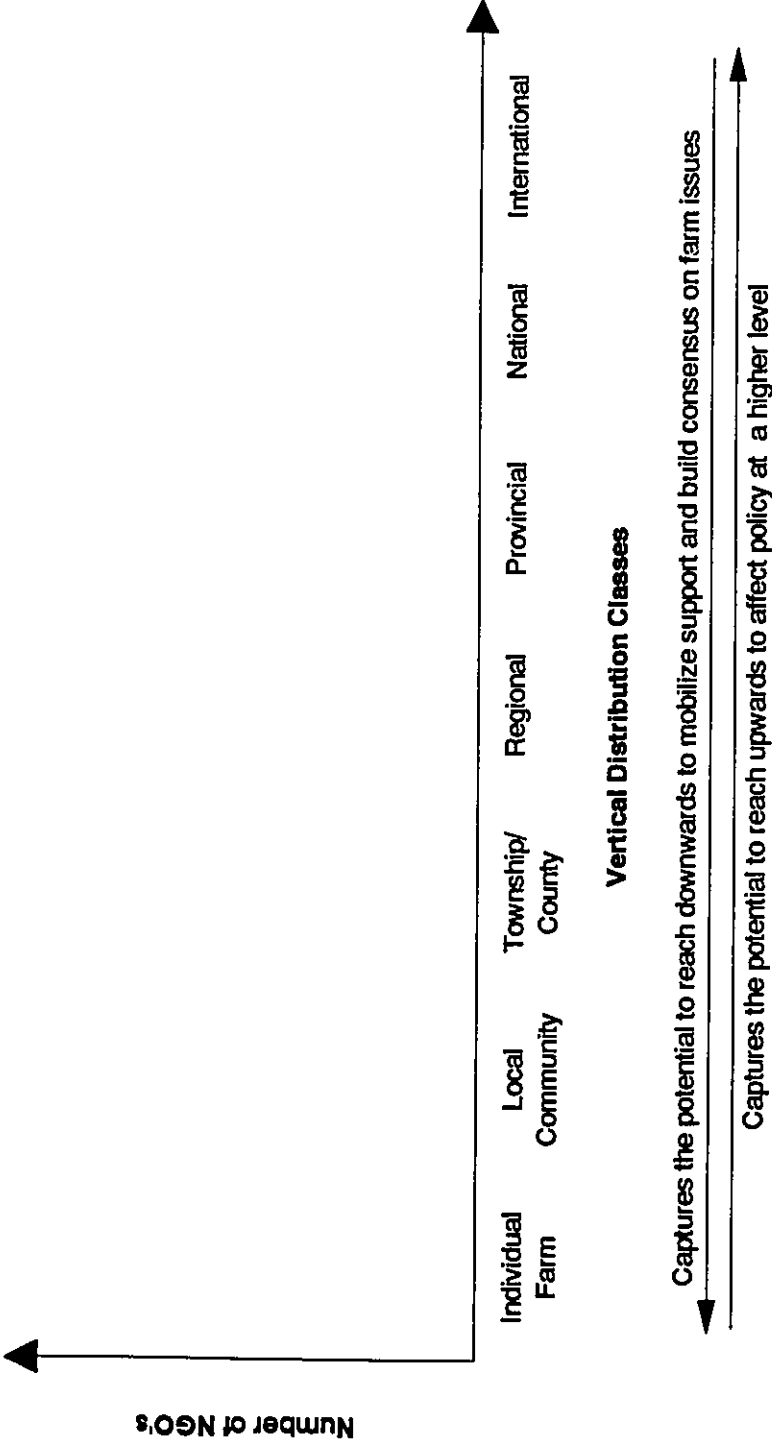 Number of NGO's
Individual
Farm
Local
Community
Township/
County
Regional
Provincial
National
International
Vertical Distribution Classes
Captures the potential to reach downwards to mobilize support and build consensus on farm issues
Captures the potential to reach upwards to affect policy at a higher level